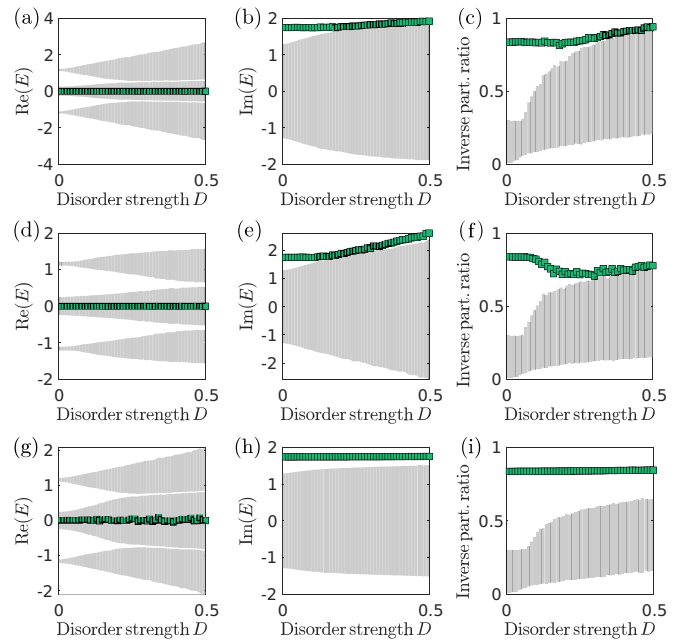 (a) 4 2 0 -2 -4 Re(E) 0 0.5 Disorder strength D
(b) 2 1 0 -1 2 Im(E) 0 0.5 Disorder strength D
(c) 1 0.5 0 Inverse part. ratio 0 0.5 Disorder strength D
(d) 2 1 0 -1 -2 Re(E) 0 0.5 Disorder strength D
(e) 2 1 0 -1 -2 Im(E) 0 0.5 Disorder strength D
(f) 1 0.5 0 Inverse part. ratio 0 0.5 Disorder strength D
(g) 2 1 0 -1 -2 Re(E) 0 0.5 Disorder strength D
(h) 2 1 0 -1 -2 Im(E) 0 0.5 Disorder strength D
(i) 1 0.5 0 Inverse part. ratio 0 0.5 Disorder strength D